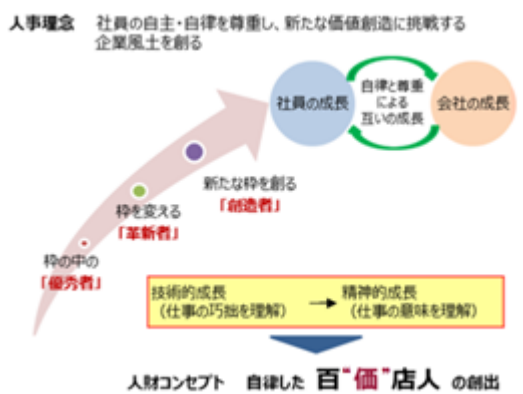 人事理念 社員の自主・自律を尊重し、新たな価値創造に挑戦する
企業風土を創る
社員の成長
自律と尊重
による
互いの成長
会社の成長
新たな枠を創る
「創造者」
枠を変える
「革新者」
枠の中の
「優秀者」
技術的成長
（仕事の巧拙を理解）
→
精神的成長
（仕事の意味を理解）
人財コンセプト 自律した 百“価”店人 の創出